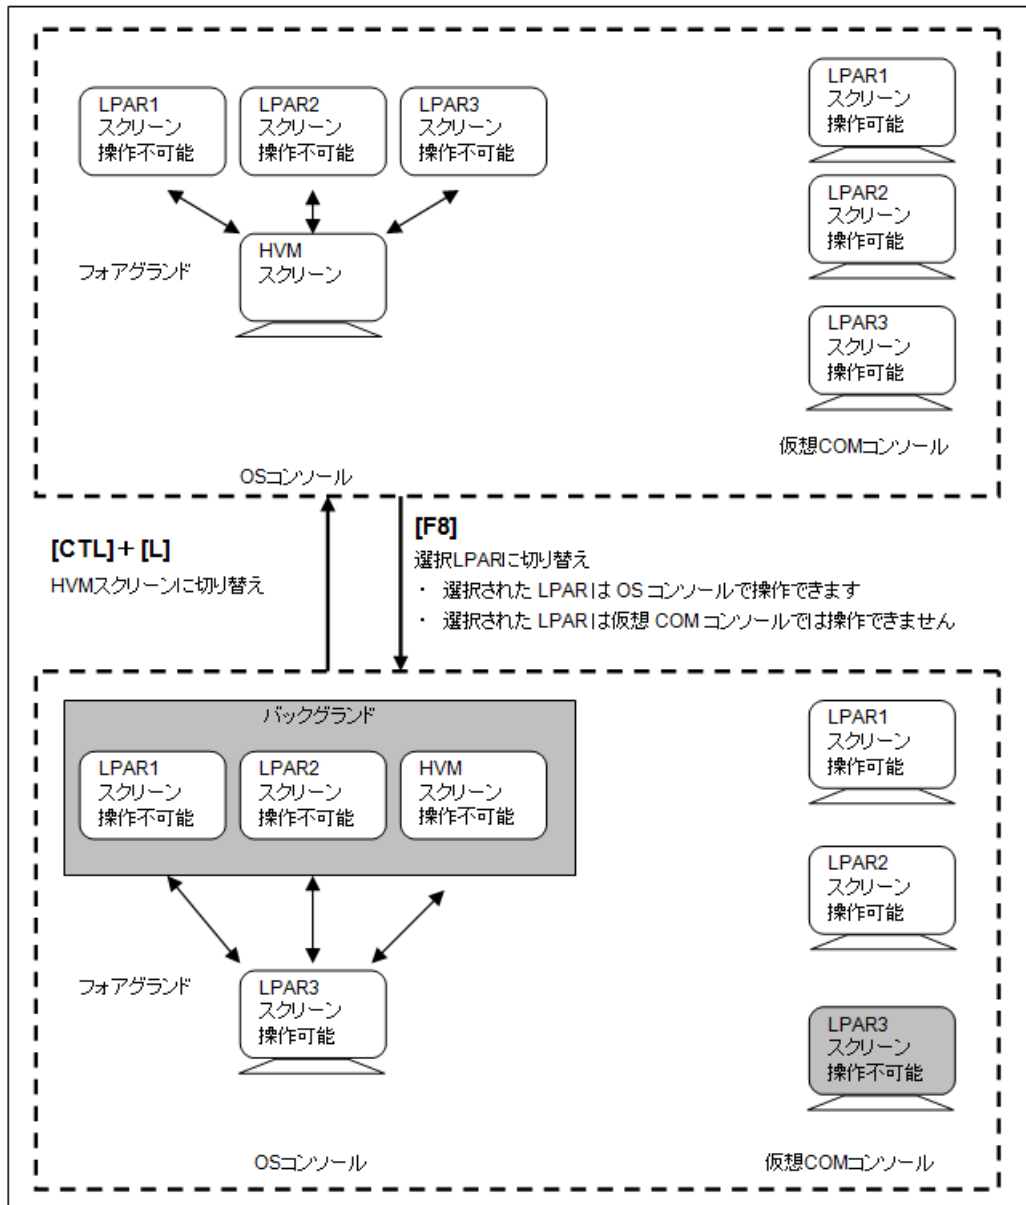 LPAR1
スクリーン
操作不可能
LPAR2
スクリーン
操作不可能
LPAR3
スクリーン
操作不可能
HVM
スクリーン
フォアグランド
OSコンソール
LPAR1
スクリーン
操作可能
LPAR2
スクリーン
操作可能
LPAR3
スクリーン
操作可能
仮想COMコンソール
[CTL]＋ [L]
HVMスクリーンに切り替え
[F8]
選択LPARに切り替え
・ 選択された LPAR は OS コンソールで操作できます
・ 選択された LPAR は仮想 COM コンソールでは操作できません
バックグランド
LPAR1
スクリーン
操作不可能
LPAR2
スクリーン
操作不可能
HVM
スクリーン
操作不可能
フォアグランド
LPAR3
スクリーン
操作可能
OSコンソール
LPAR1
スクリーン
操作可能
LPAR2
スクリーン
操作可能
LPAR3
スクリーン
操作不可能
仮想COMコンソール